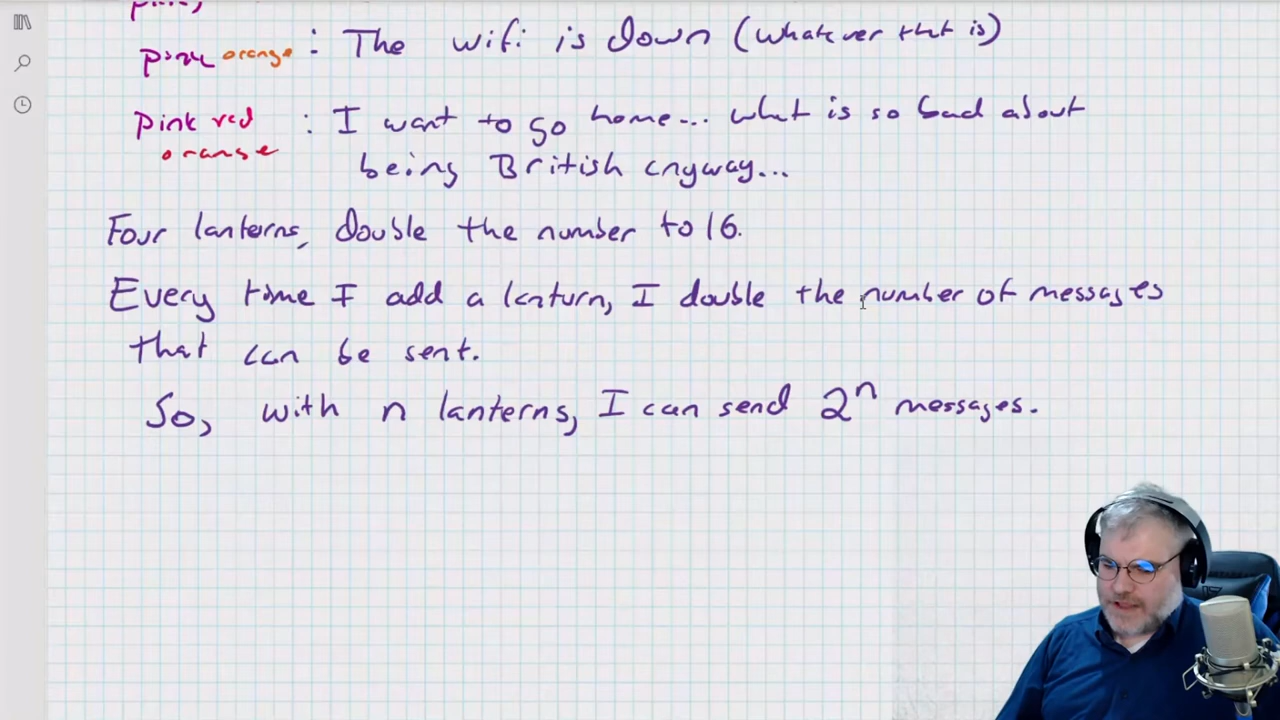 pink orange : The wifi is down (whatever that is)
pink red orange : I want to go home... what is so bad about
being British anyway...
Four lanterns, double the number to 16.
Every time I add a lanturn, I double the number of messages
that can be sent.
So, with n lanterns, I can send 2ⁿ messages.